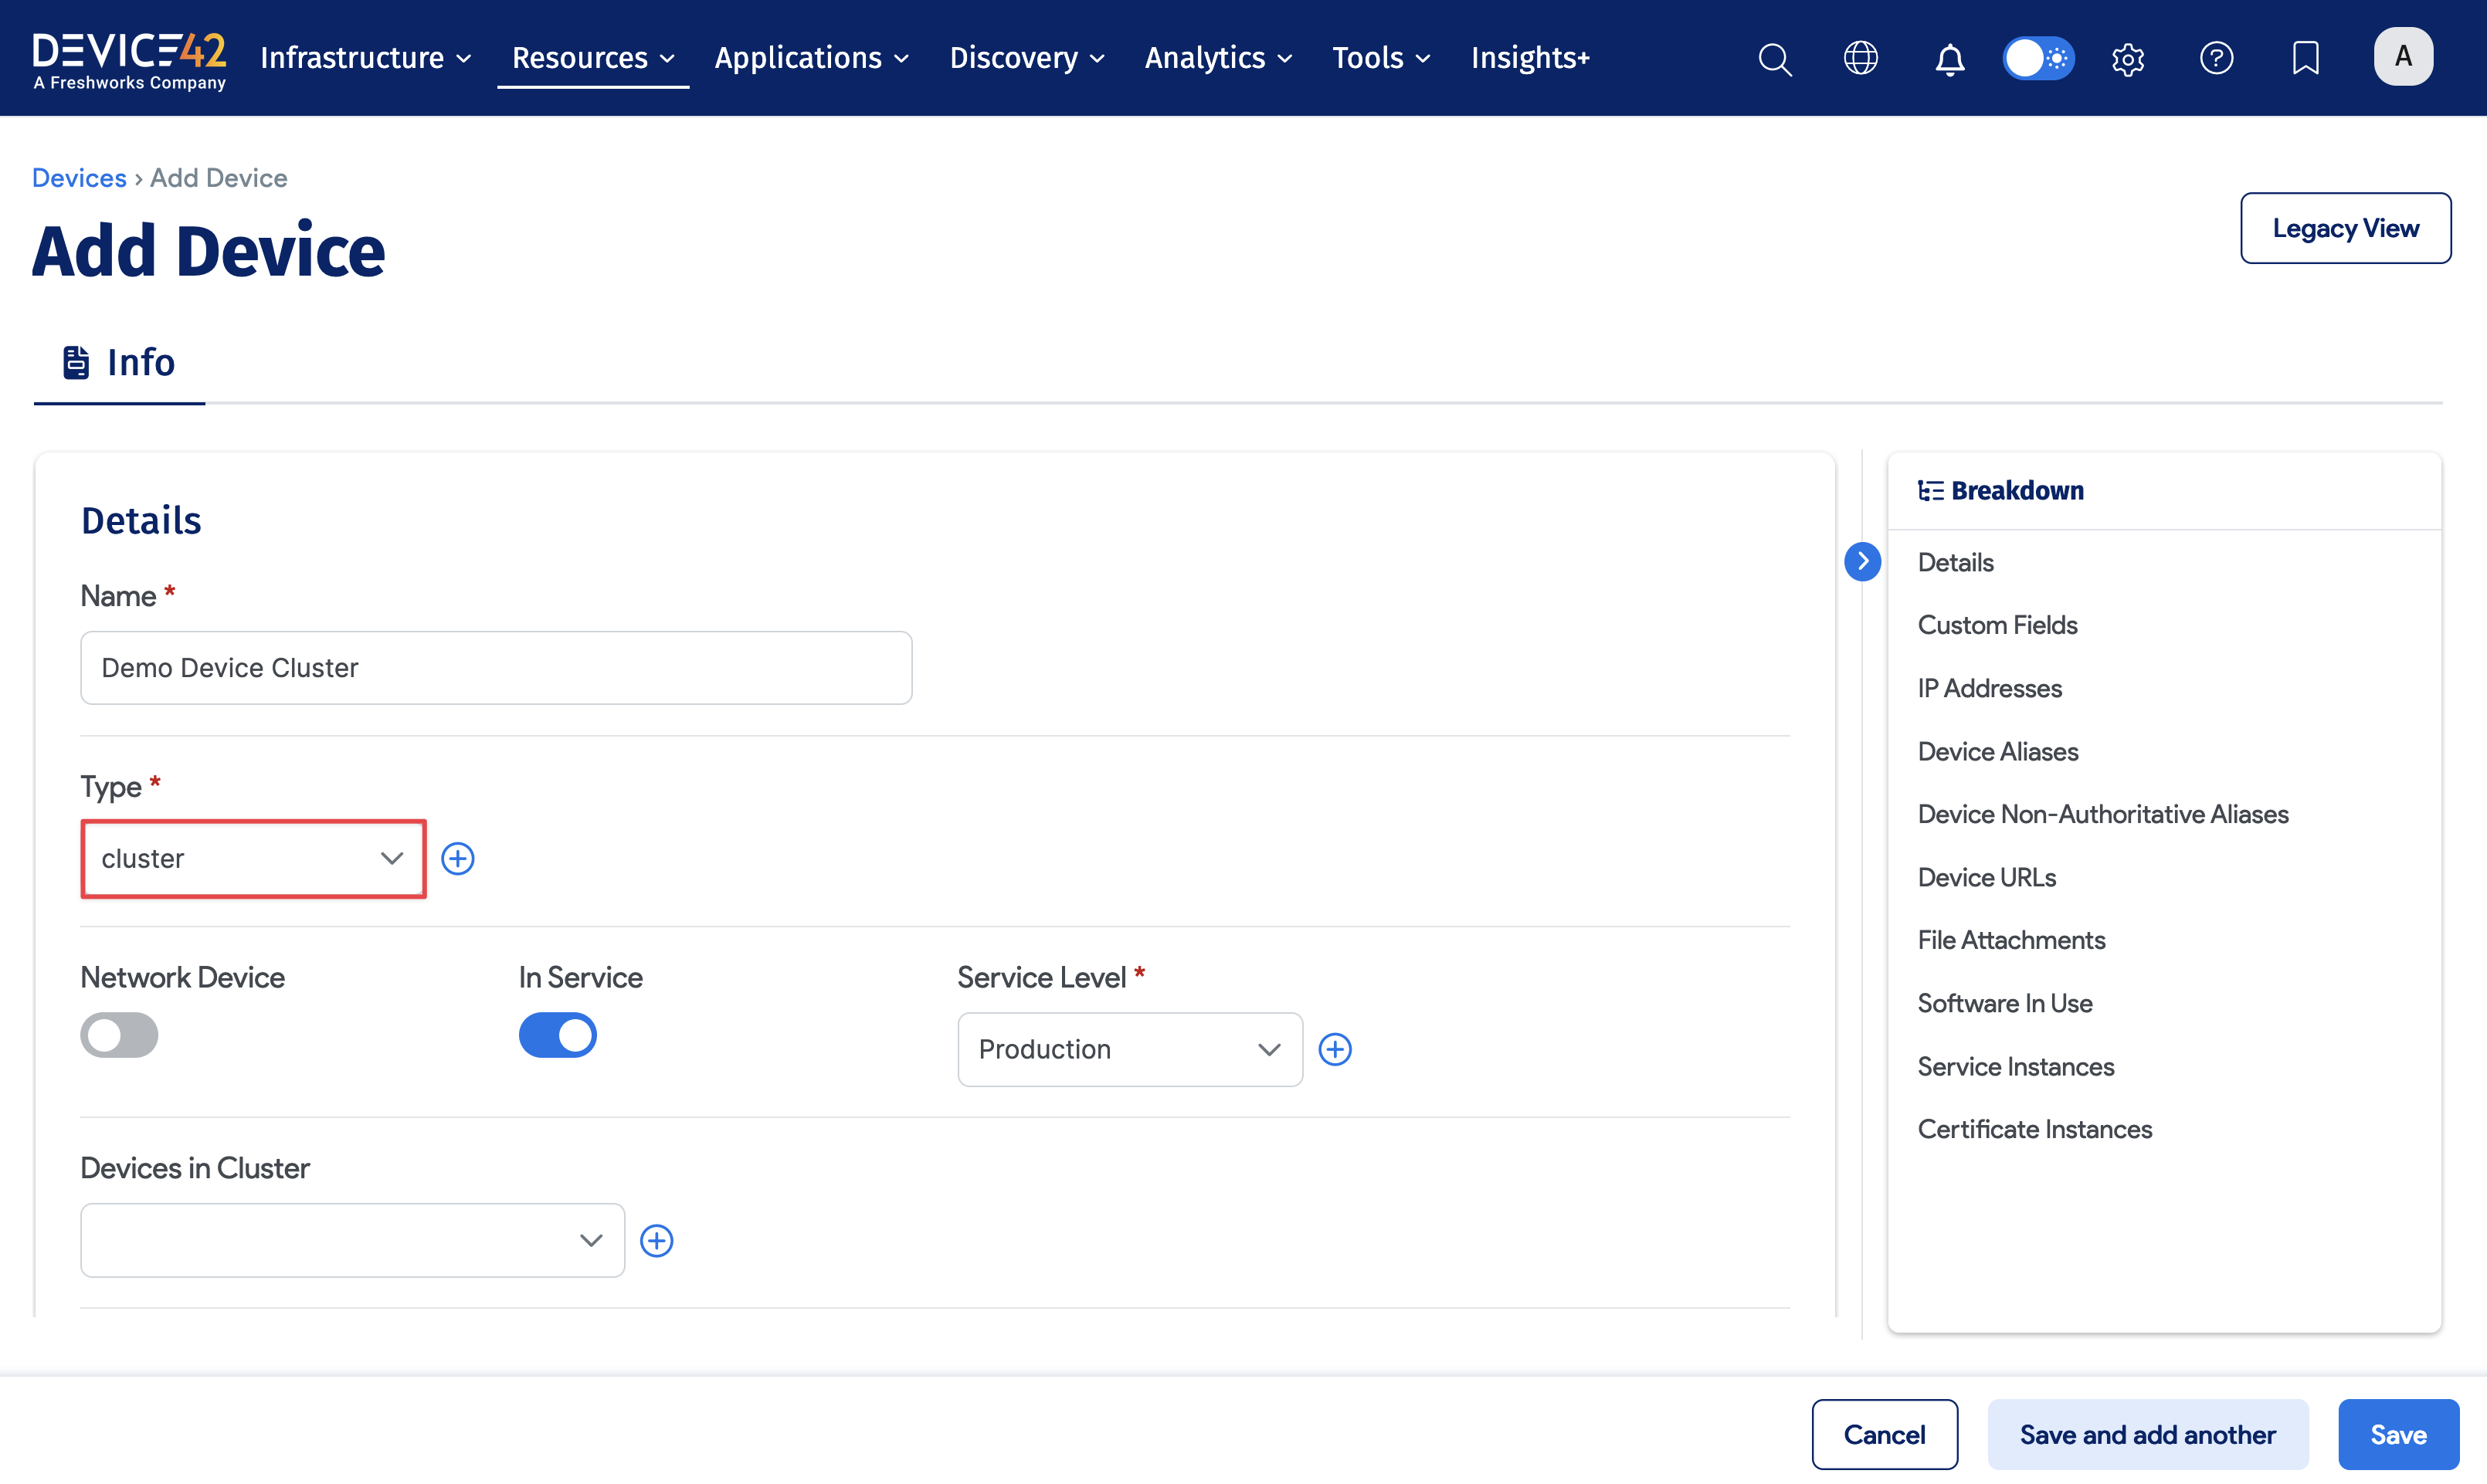 DEVICE42
A Freshworks Company
Infrastructure
Resources
Applications
Discovery
Analytics
Tools
Insights+
A
Devices › Add Device
Add Device
Legacy View
Info
Details
Name *
Demo Device Cluster
Type *
cluster
Network Device
In Service
Service Level *
Production
Devices in Cluster
Breakdown
Details
Custom Fields
IP Addresses
Device Aliases
Device Non-Authoritative Aliases
Device URLs
File Attachments
Software In Use
Service Instances
Certificate Instances
Cancel
Save and add another
Save